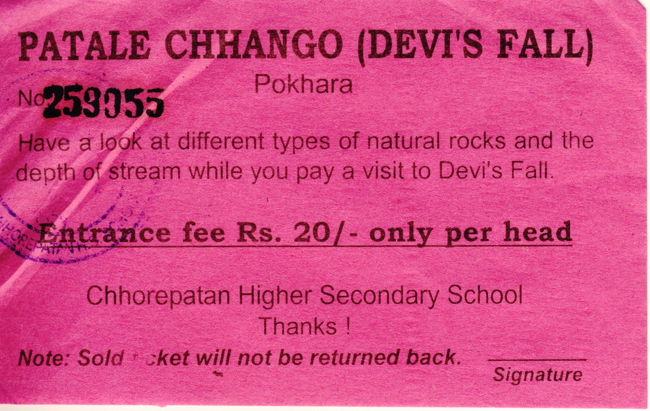 PATALE CHHANGO (DEVI'S FALL)
Pokhara
No 259055
Have a look at different types of natural rocks and the
depth of stream while you pay a visit to Devi's Fall.
Entrance fee Rs. 20/- only per head
Chhorepatan Higher Secondary School
Thanks !
Note: Sold will not be returned back.
Signature